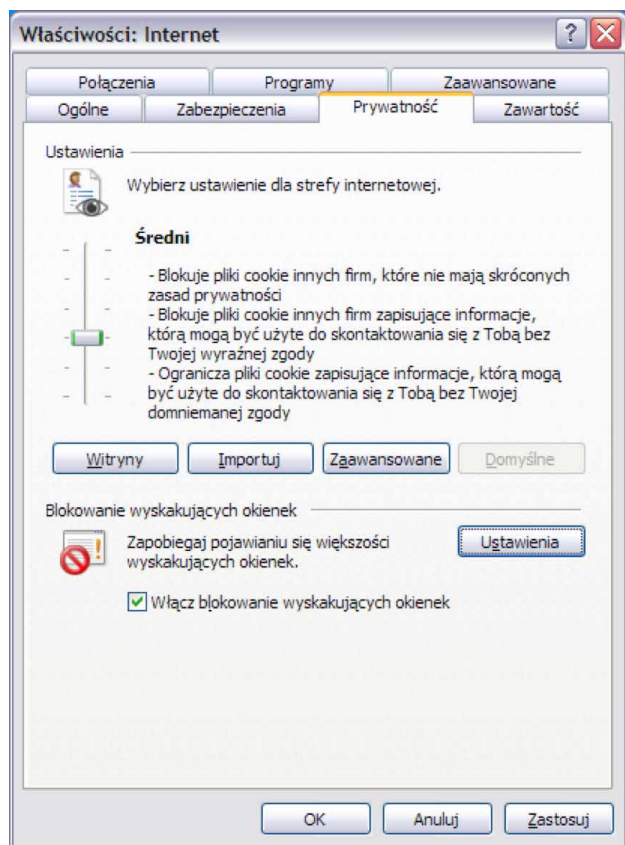 Właściwości: Internet
Połączenia Programy Zaawansowane
Ogólne Zabezpieczenia Prywatność Zawartość
Ustawienia
Wybierz ustawienie dla strefy internetowej.
Średni
- Blokuje pliki cookie innych firm, które nie mają skróconych
zasad prywatności
- Blokuje pliki cookie innych firm zapisujące informacje,
którą mogą być użyte do skontaktowania się z Tobą bez
Twojej wyraźnej zgody
- Ogranicza pliki cookie zapisujące informacje, którą mogą
być użyte do skontaktowania się z Tobą bez Twojej
domniemanej zgody
Witryny Importuj Zaawansowane Domyślne
Blokowanie wyskakujących okienek
Zapobiegaj pojawianiu się większości
wyskakujących okienek.
Ustawienia
Włącz blokowanie wyskakujących okienek
OK Anuluj Zastosuj